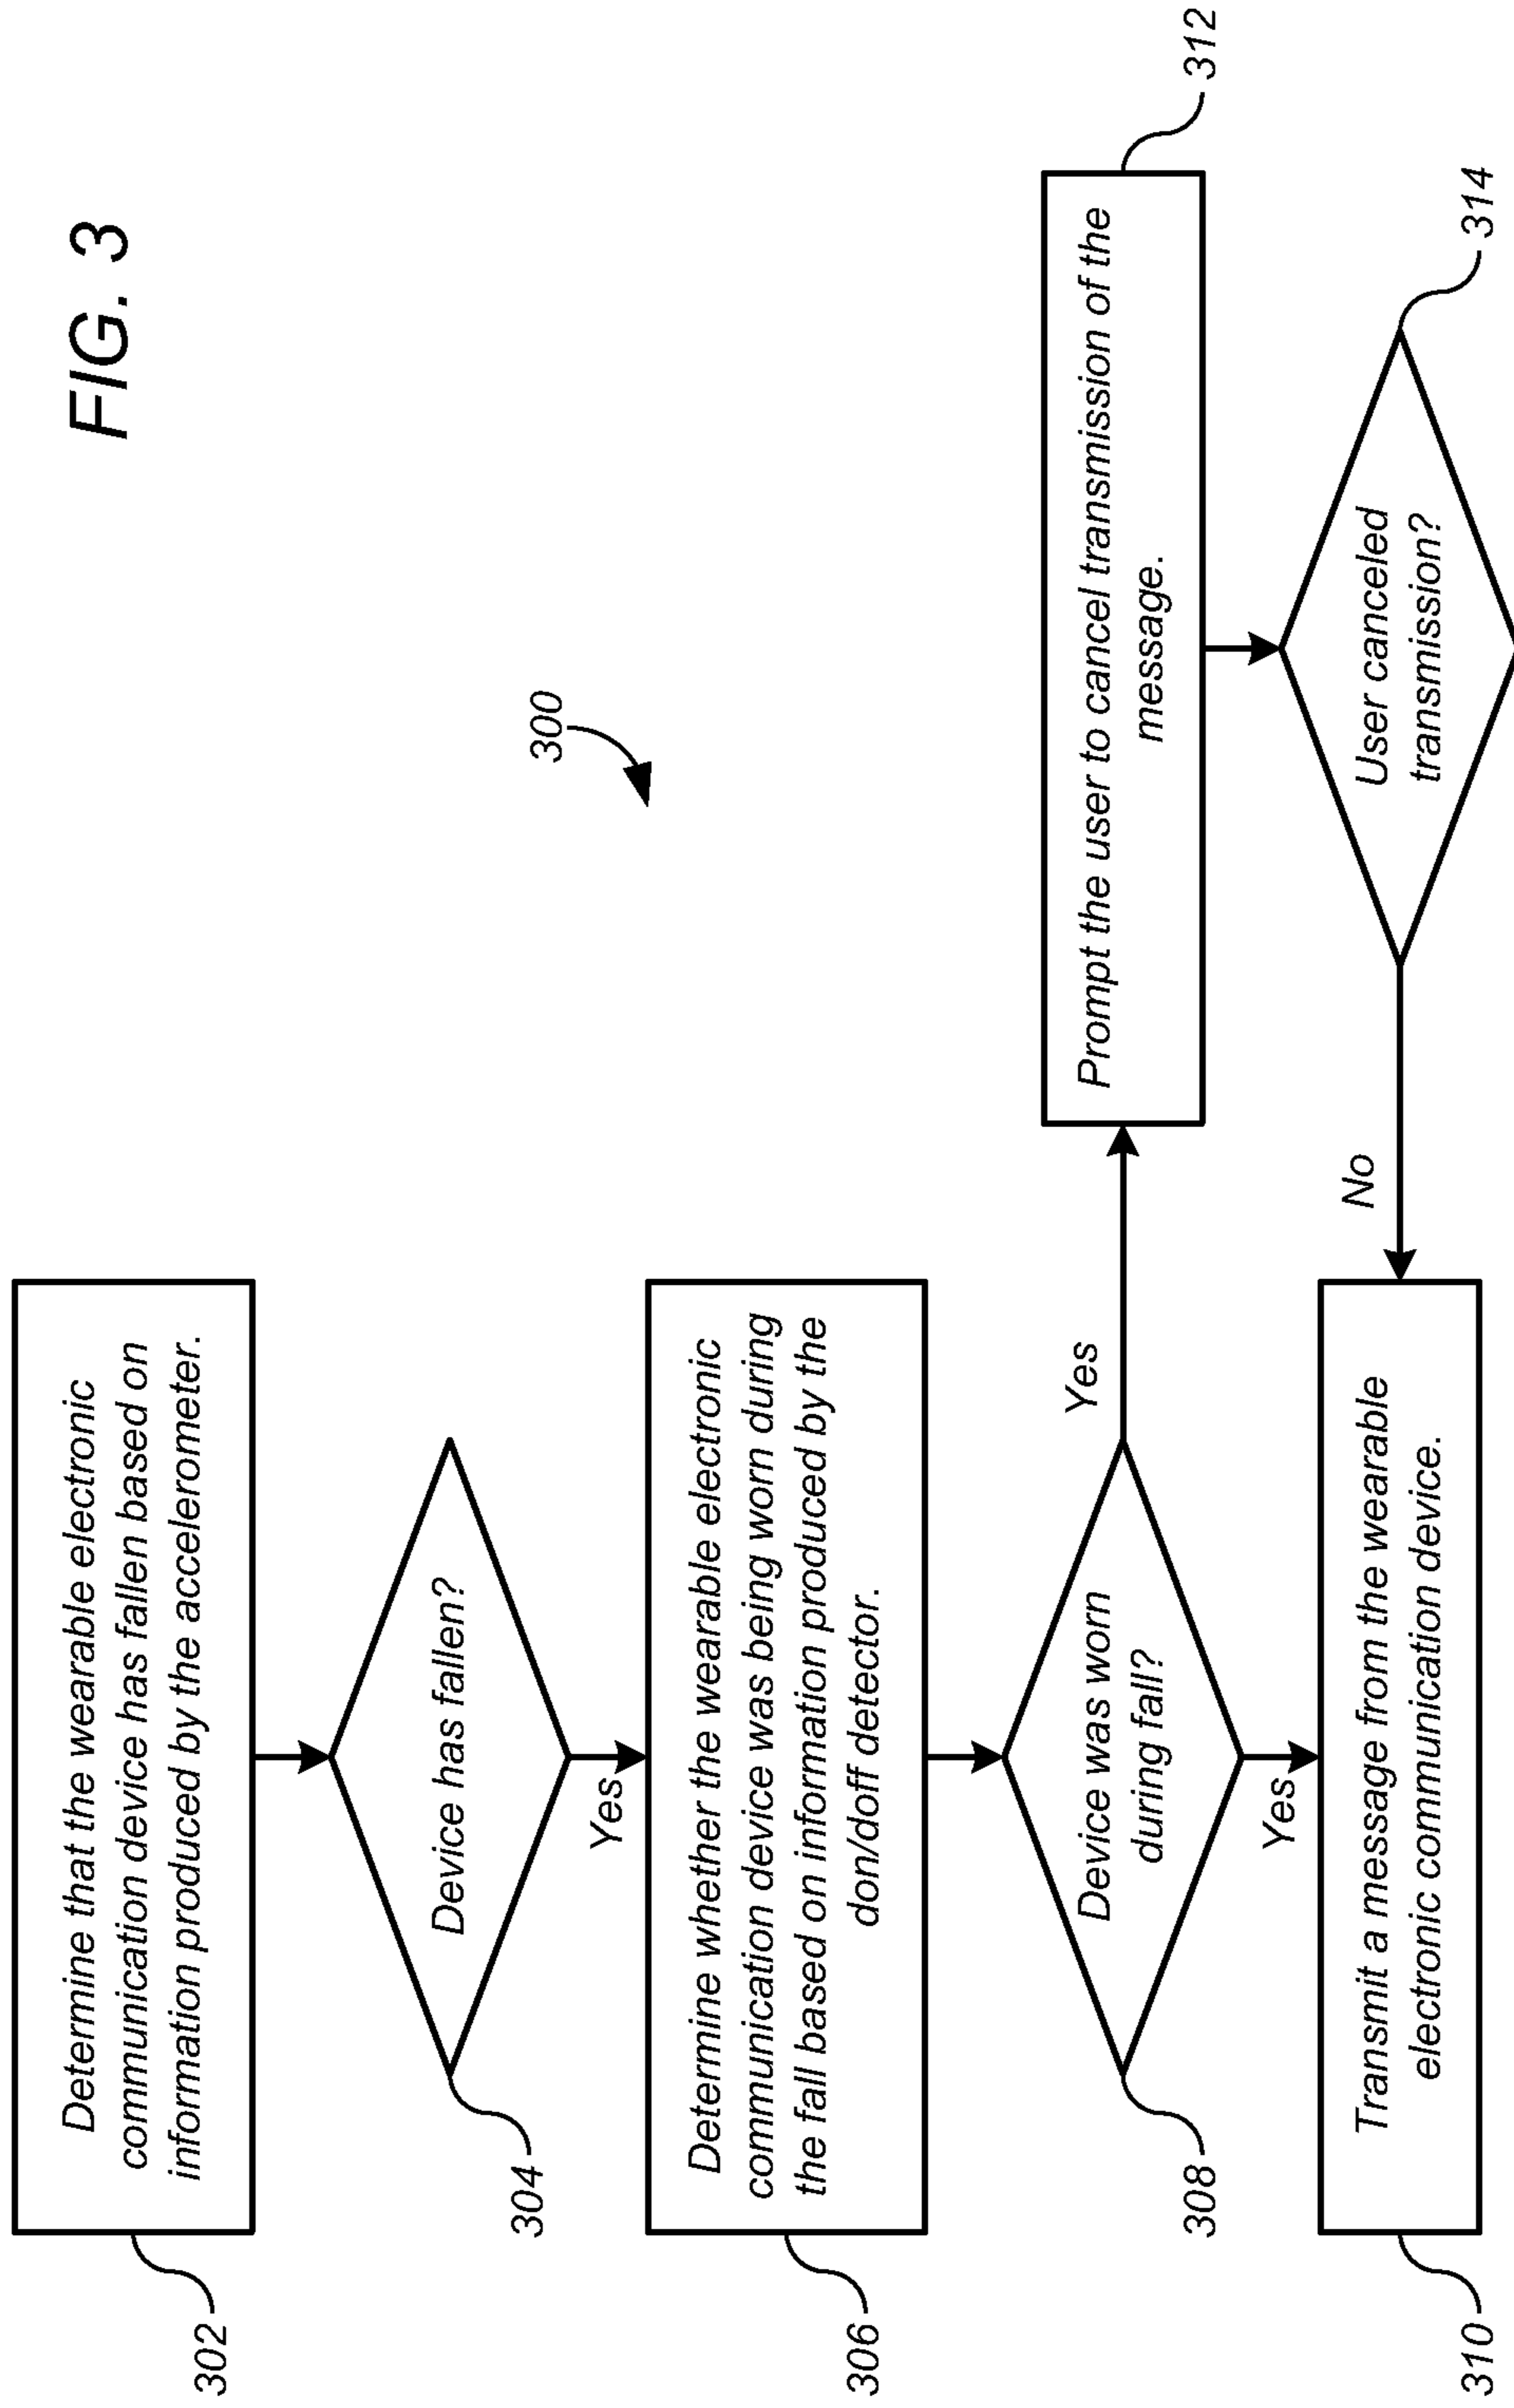 FIG. 3
300
302
Determine that the wearable electronic
communication device has fallen based on
information produced by the accelerometer.
304
Device has fallen?
Yes
306
Determine whether the wearable electronic
communication device was being worn during
the fall based on information produced by the
don/doff detector.
308
Device was worn
during fall?
Yes
Yes
312
Prompt the user to cancel transmission of the
message.
314
User canceled
transmission?
No
310
Transmit a message from the wearable
electronic communication device.